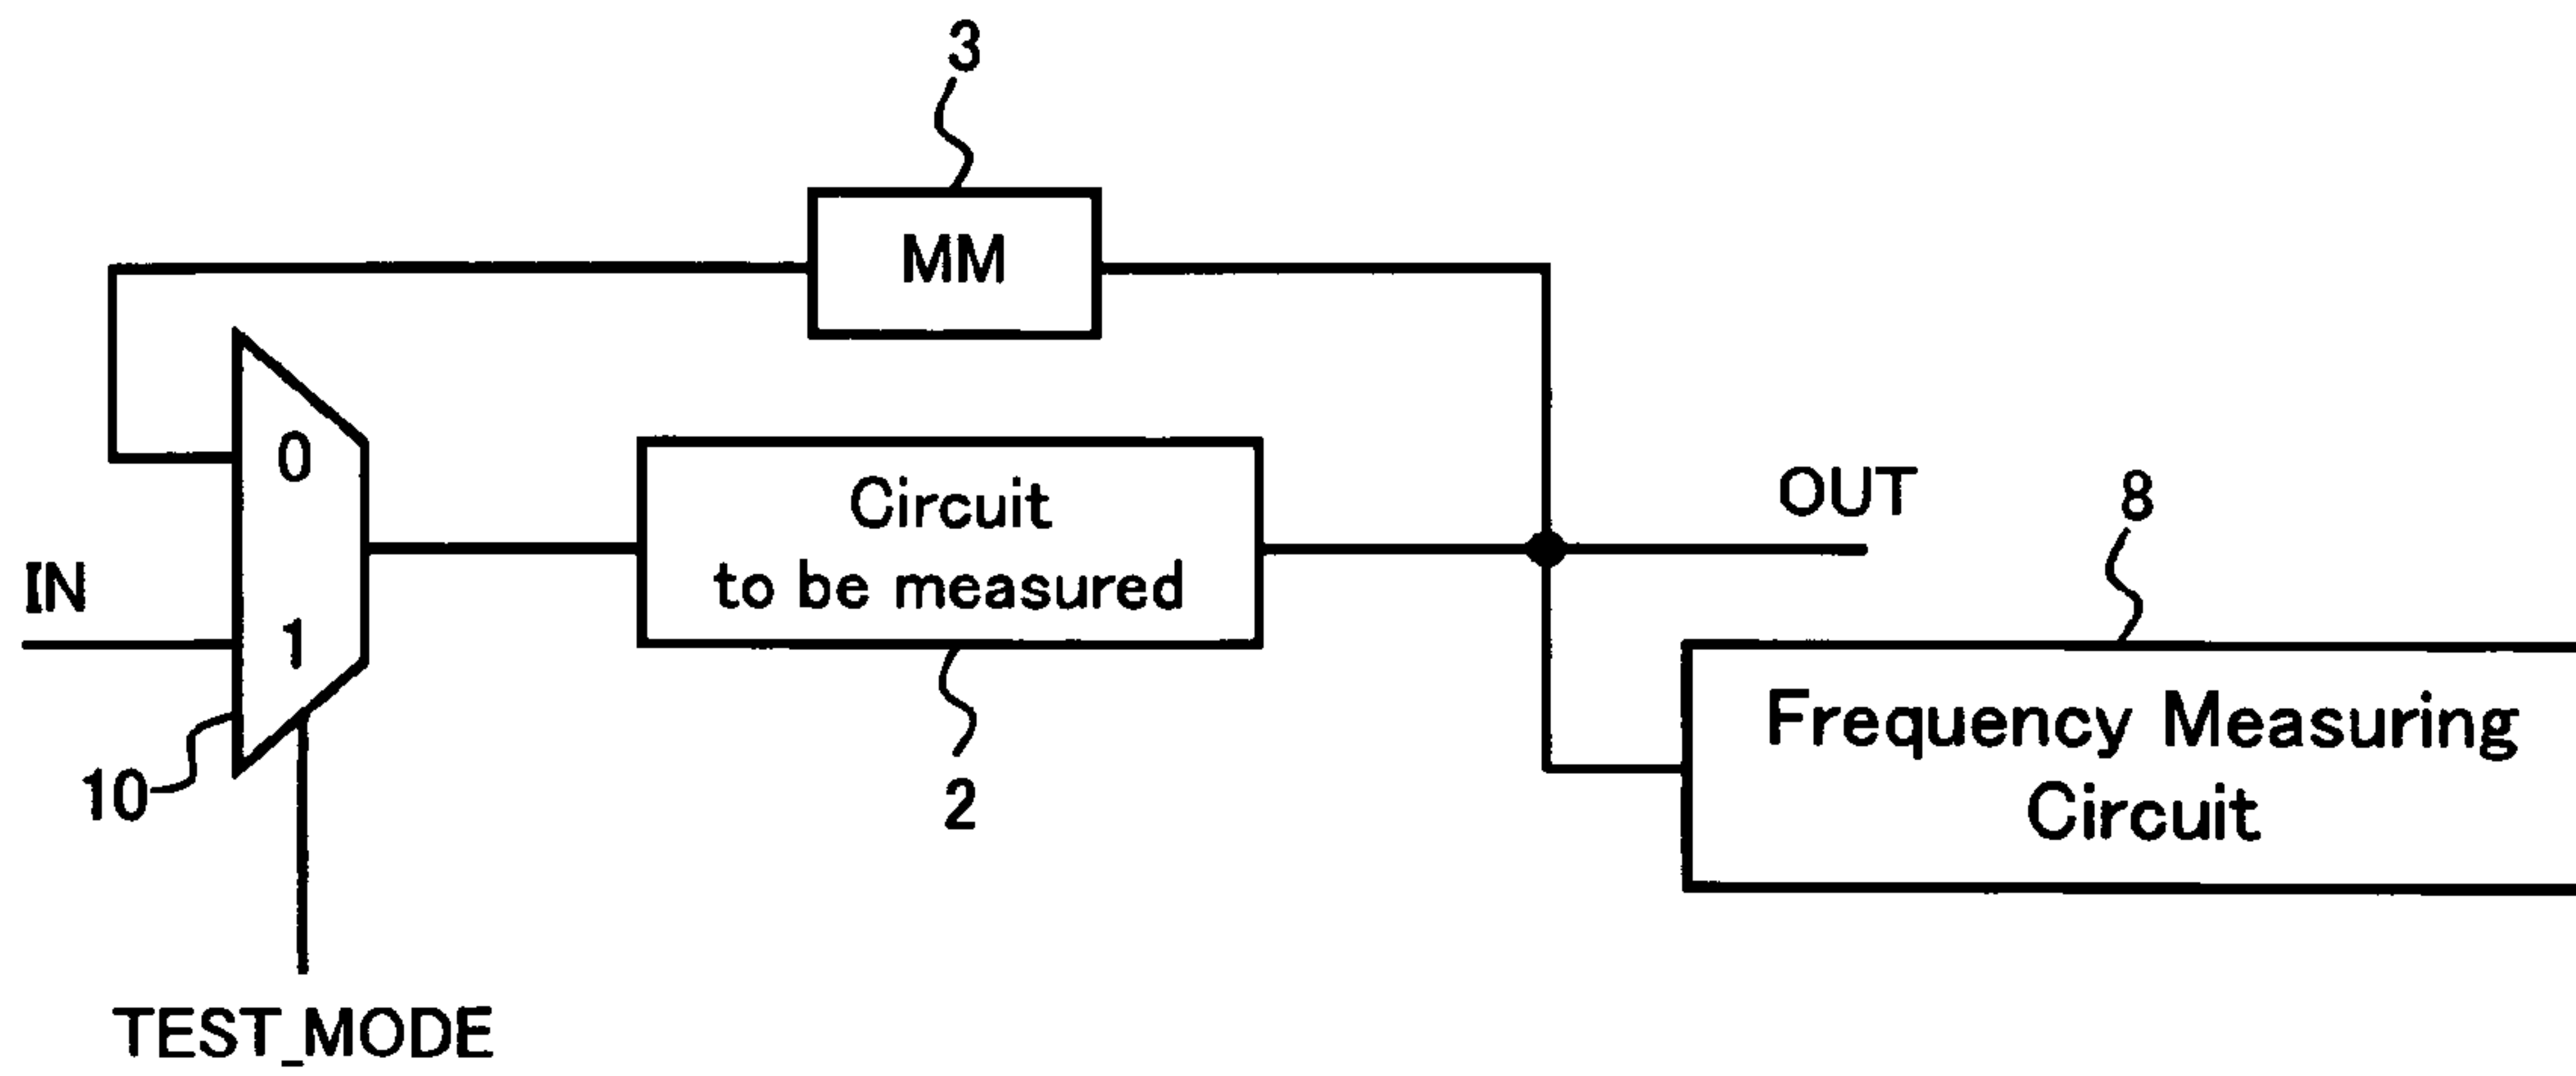 3
MM
0
Circuit
to be measured
OUT
8
IN
1
Frequency Measuring
Circuit
10
2
TEST_MODE